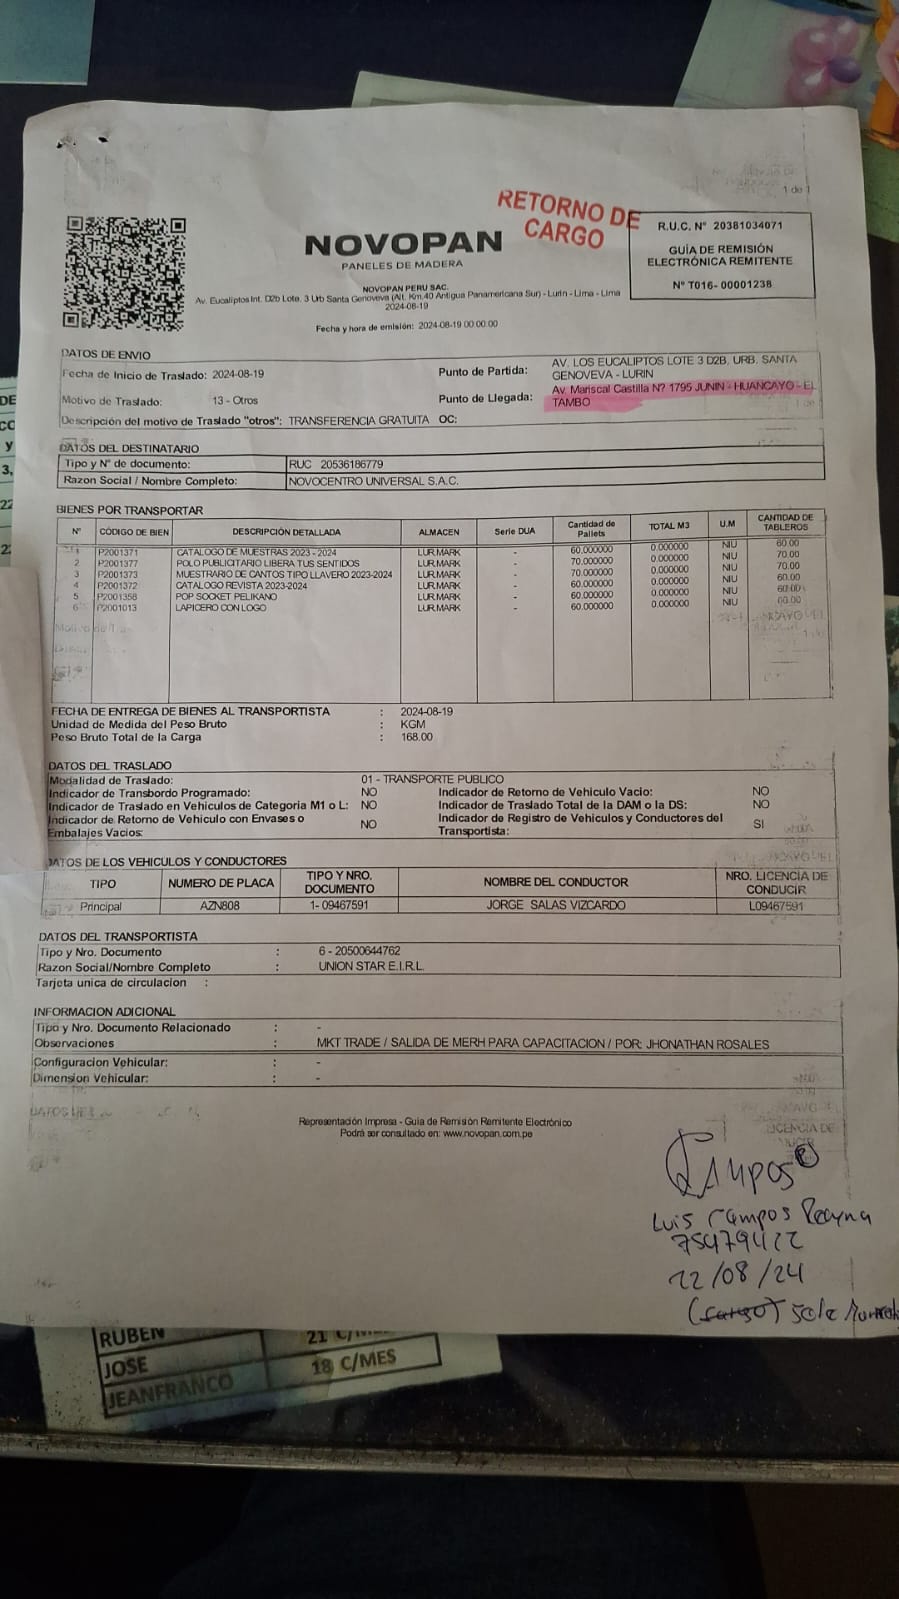 1 de 1
RETORNO DE
CARGO
NOVOPAN
PANELES DE MADERA
NOVOPAN PERU SAC.
Av. Eucaliptos Int. D2b Lote. 3 Urb Santa Genoveva (Alt. Km.40 Antigua Panamericana Sur) - Lurin - Lima - Lima
2024-08-19
Fecha y hora de emisión: 2024-08-19 00:00:00
R.U.C. N° 20381034071
GUÍA DE REMISIÓN
ELECTRÓNICA REMITENTE
N° T016- 00001238
DATOS DE ENVIO
Fecha de Inicio de Traslado: 2024-08-19
Punto de Partida: AV. LOS EUCALIPTOS LOTE 3 D2B, URB. SANTA
GENOVEVA - LURIN
Motivo de Traslado: 13 - Otros
Punto de Llegada: Av Mariscal Castilla N? 1795 JUNIN - HUANCAYO - EL
TAMBO
Descripción del motivo de Traslado "otros": TRANSFERENCIA GRATUITA OC:
DATOS DEL DESTINATARIO
Tipo y N° de documento: RUC 20536186779
Razon Social / Nombre Completo: NOVOCENTRO UNIVERSAL S.A.C.
BIENES POR TRANSPORTAR
N° CÓDIGO DE BIEN DESCRIPCIÓN DETALLADA ALMACEN Serie DUA Cantidad de Pallets TOTAL M3 U.M CANTIDAD DE TABLEROS
1 P2001371 CATALOGO DE MUESTRAS 2023 - 2024 LUR.MARK - 60.000000 0.000000 NIU 60.00
2 P2001377 POLO PUBLICITARIO LIBERA TUS SENTIDOS LUR.MARK - 70.000000 0.000000 NIU 70.00
3 P2001373 MUESTRARIO DE CANTOS TIPO LLAVERO 2023-2024 LUR.MARK - 70.000000 0.000000 NIU 70.00
4 P2001372 CATALOGO REVISTA 2023-2024 LUR.MARK - 60.000000 0.000000 NIU 60.00
5 P2001358 POP SOCKET PELIKANO LUR.MARK - 60.000000 0.000000 NIU 60.00
6 P2001013 LAPICERO CON LOGO LUR.MARK - 60.000000 0.000000 NIU 60.00
FECHA DE ENTREGA DE BIENES AL TRANSPORTISTA : 2024-08-19
Unidad de Medida del Peso Bruto : KGM
Peso Bruto Total de la Carga : 168.00
DATOS DEL TRASLADO
Modalidad de Traslado: 01 - TRANSPORTE PUBLICO
Indicador de Transbordo Programado: NO Indicador de Retorno de Vehiculo Vacio: NO
Indicador de Traslado en Vehiculos de Categoria M1 o L: NO Indicador de Traslado Total de la DAM o la DS: NO
Indicador de Retorno de Vehiculo con Envases o
Embalajes Vacios: NO Indicador de Registro de Vehiculos y Conductores del
Transportista: SI
DATOS DE LOS VEHICULOS Y CONDUCTORES
TIPO NUMERO DE PLACA TIPO Y NRO. DOCUMENTO NOMBRE DEL CONDUCTOR NRO. LICENCIA DE CONDUCIR
Principal AZN808 1- 09467591 JORGE SALAS VIZCARDO L09467591
DATOS DEL TRANSPORTISTA
Tipo y Nro. Documento : 6 - 20500644762
Razon Social/Nombre Completo : UNION STAR E.I.R.L.
Tarjeta unica de circulacion :
INFORMACION ADICIONAL
Tipo y Nro. Documento Relacionado : -
Observaciones : MKT TRADE / SALIDA DE MERH PARA CAPACITACION / POR: JHONATHAN ROSALES
Configuracion Vehicular: : -
Dimension Vehicular: : -
Representación Impresa - Guia de Remisión Remitente Electrónico
Podrá ser consultado en: www.novopan.com.pe
Campos
Luis Campos Reyna
22/08/24
RUBEN
JOSE 18 C/MES
JEANFRANCO